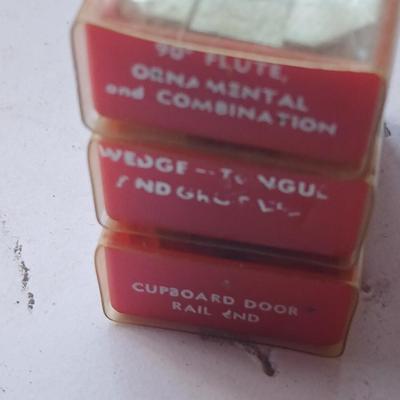 90° FLUTE,
ORNAMENTAL
and COMBINATION
WEDGE
CUPBOARD DOOR
RAIL END